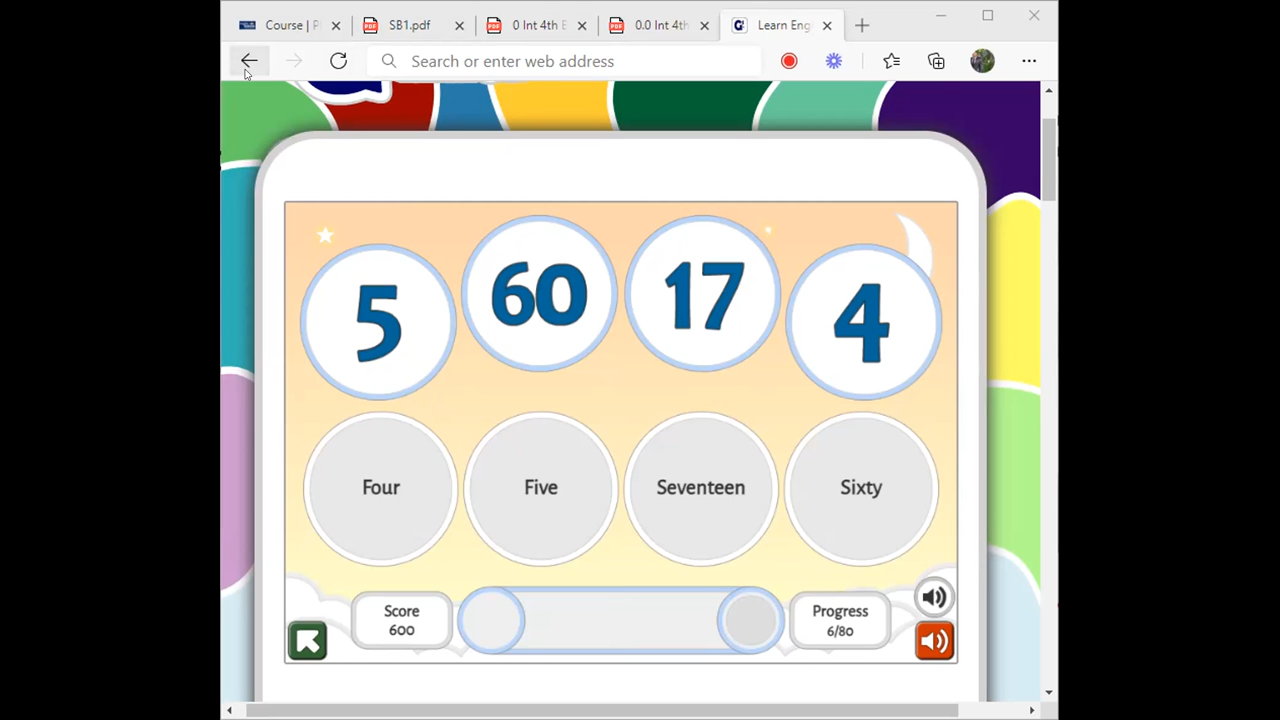 Course | P
SB1.pdf
0 Int 4th E
0.0 Int 4th
Learn Eng
Search or enter web address
5 60 17 4
Four Five Seventeen Sixty
Score
600
Progress
6/80